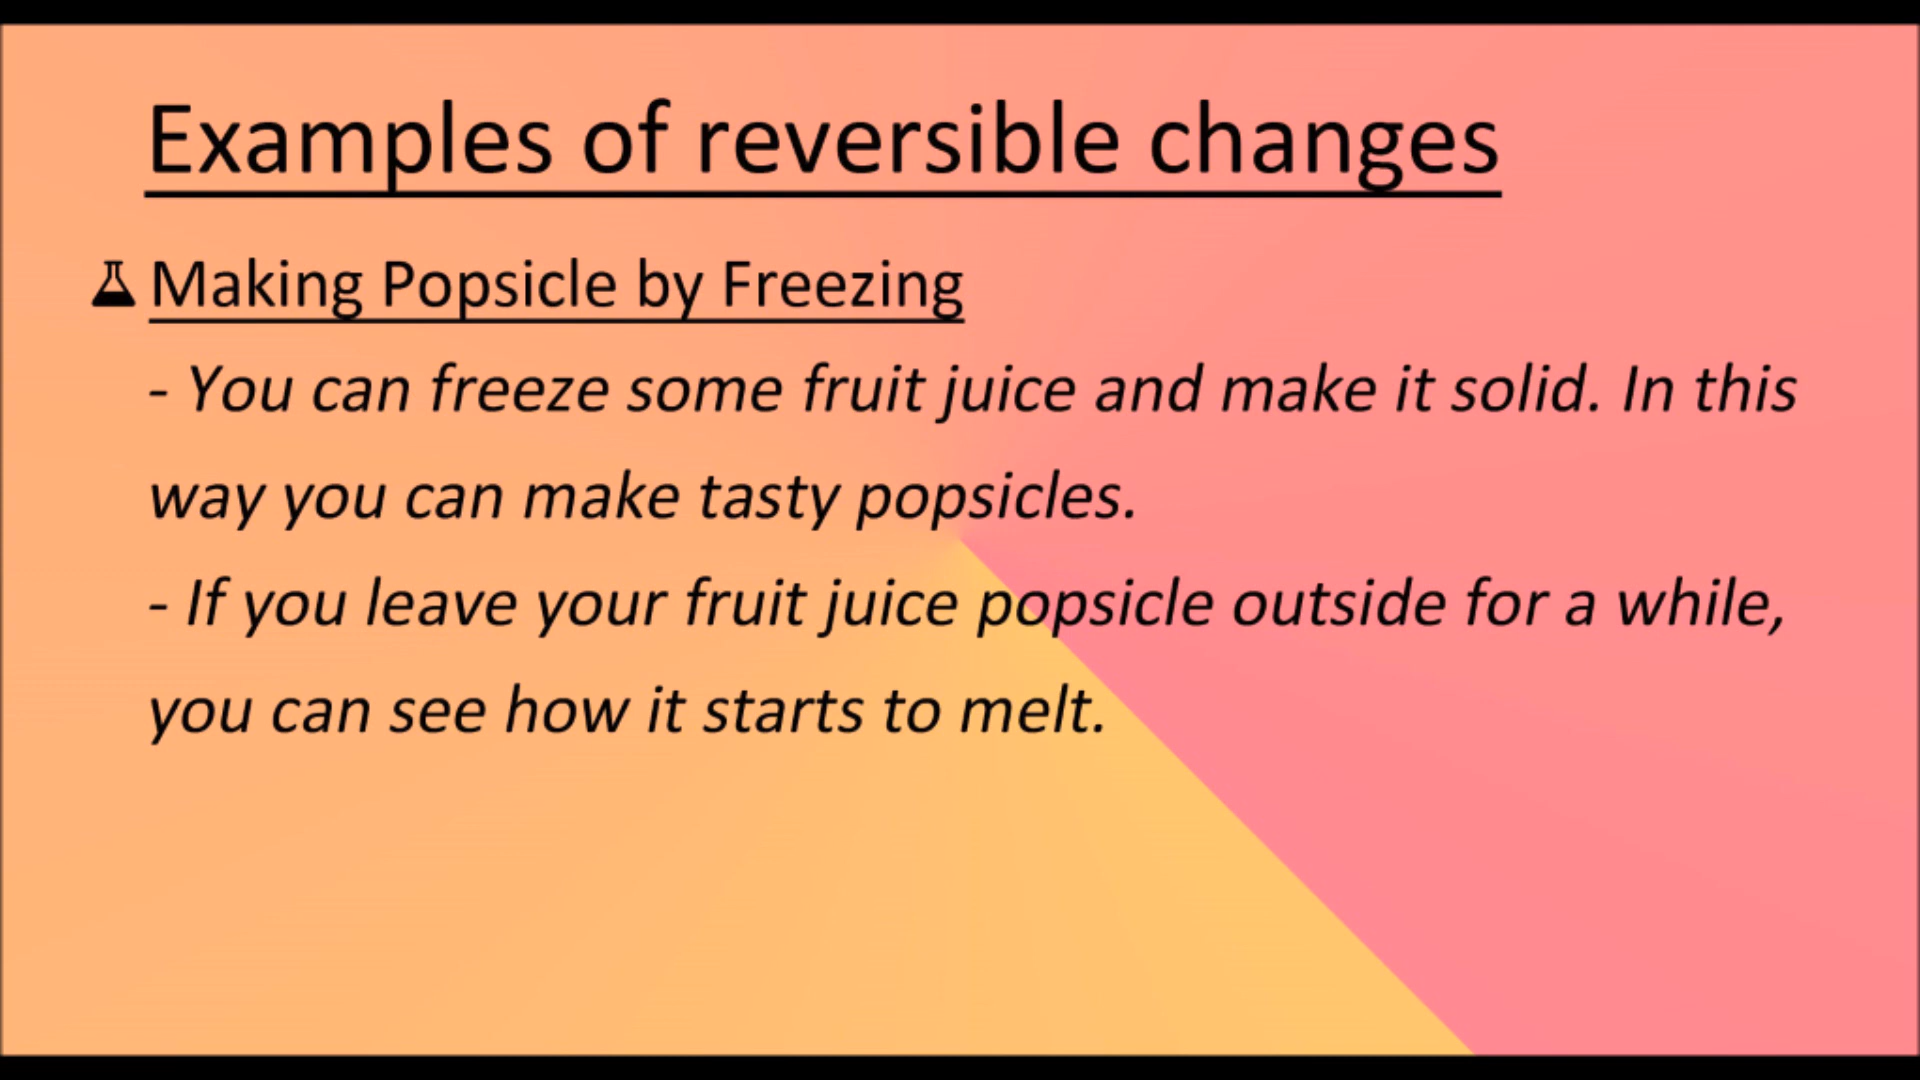 Examples of reversible changes
Making Popsicle by Freezing
- You can freeze some fruit juice and make it solid. In this
way you can make tasty popsicles.
- If you leave your fruit juice popsicle outside for a while,
you can see how it starts to melt.